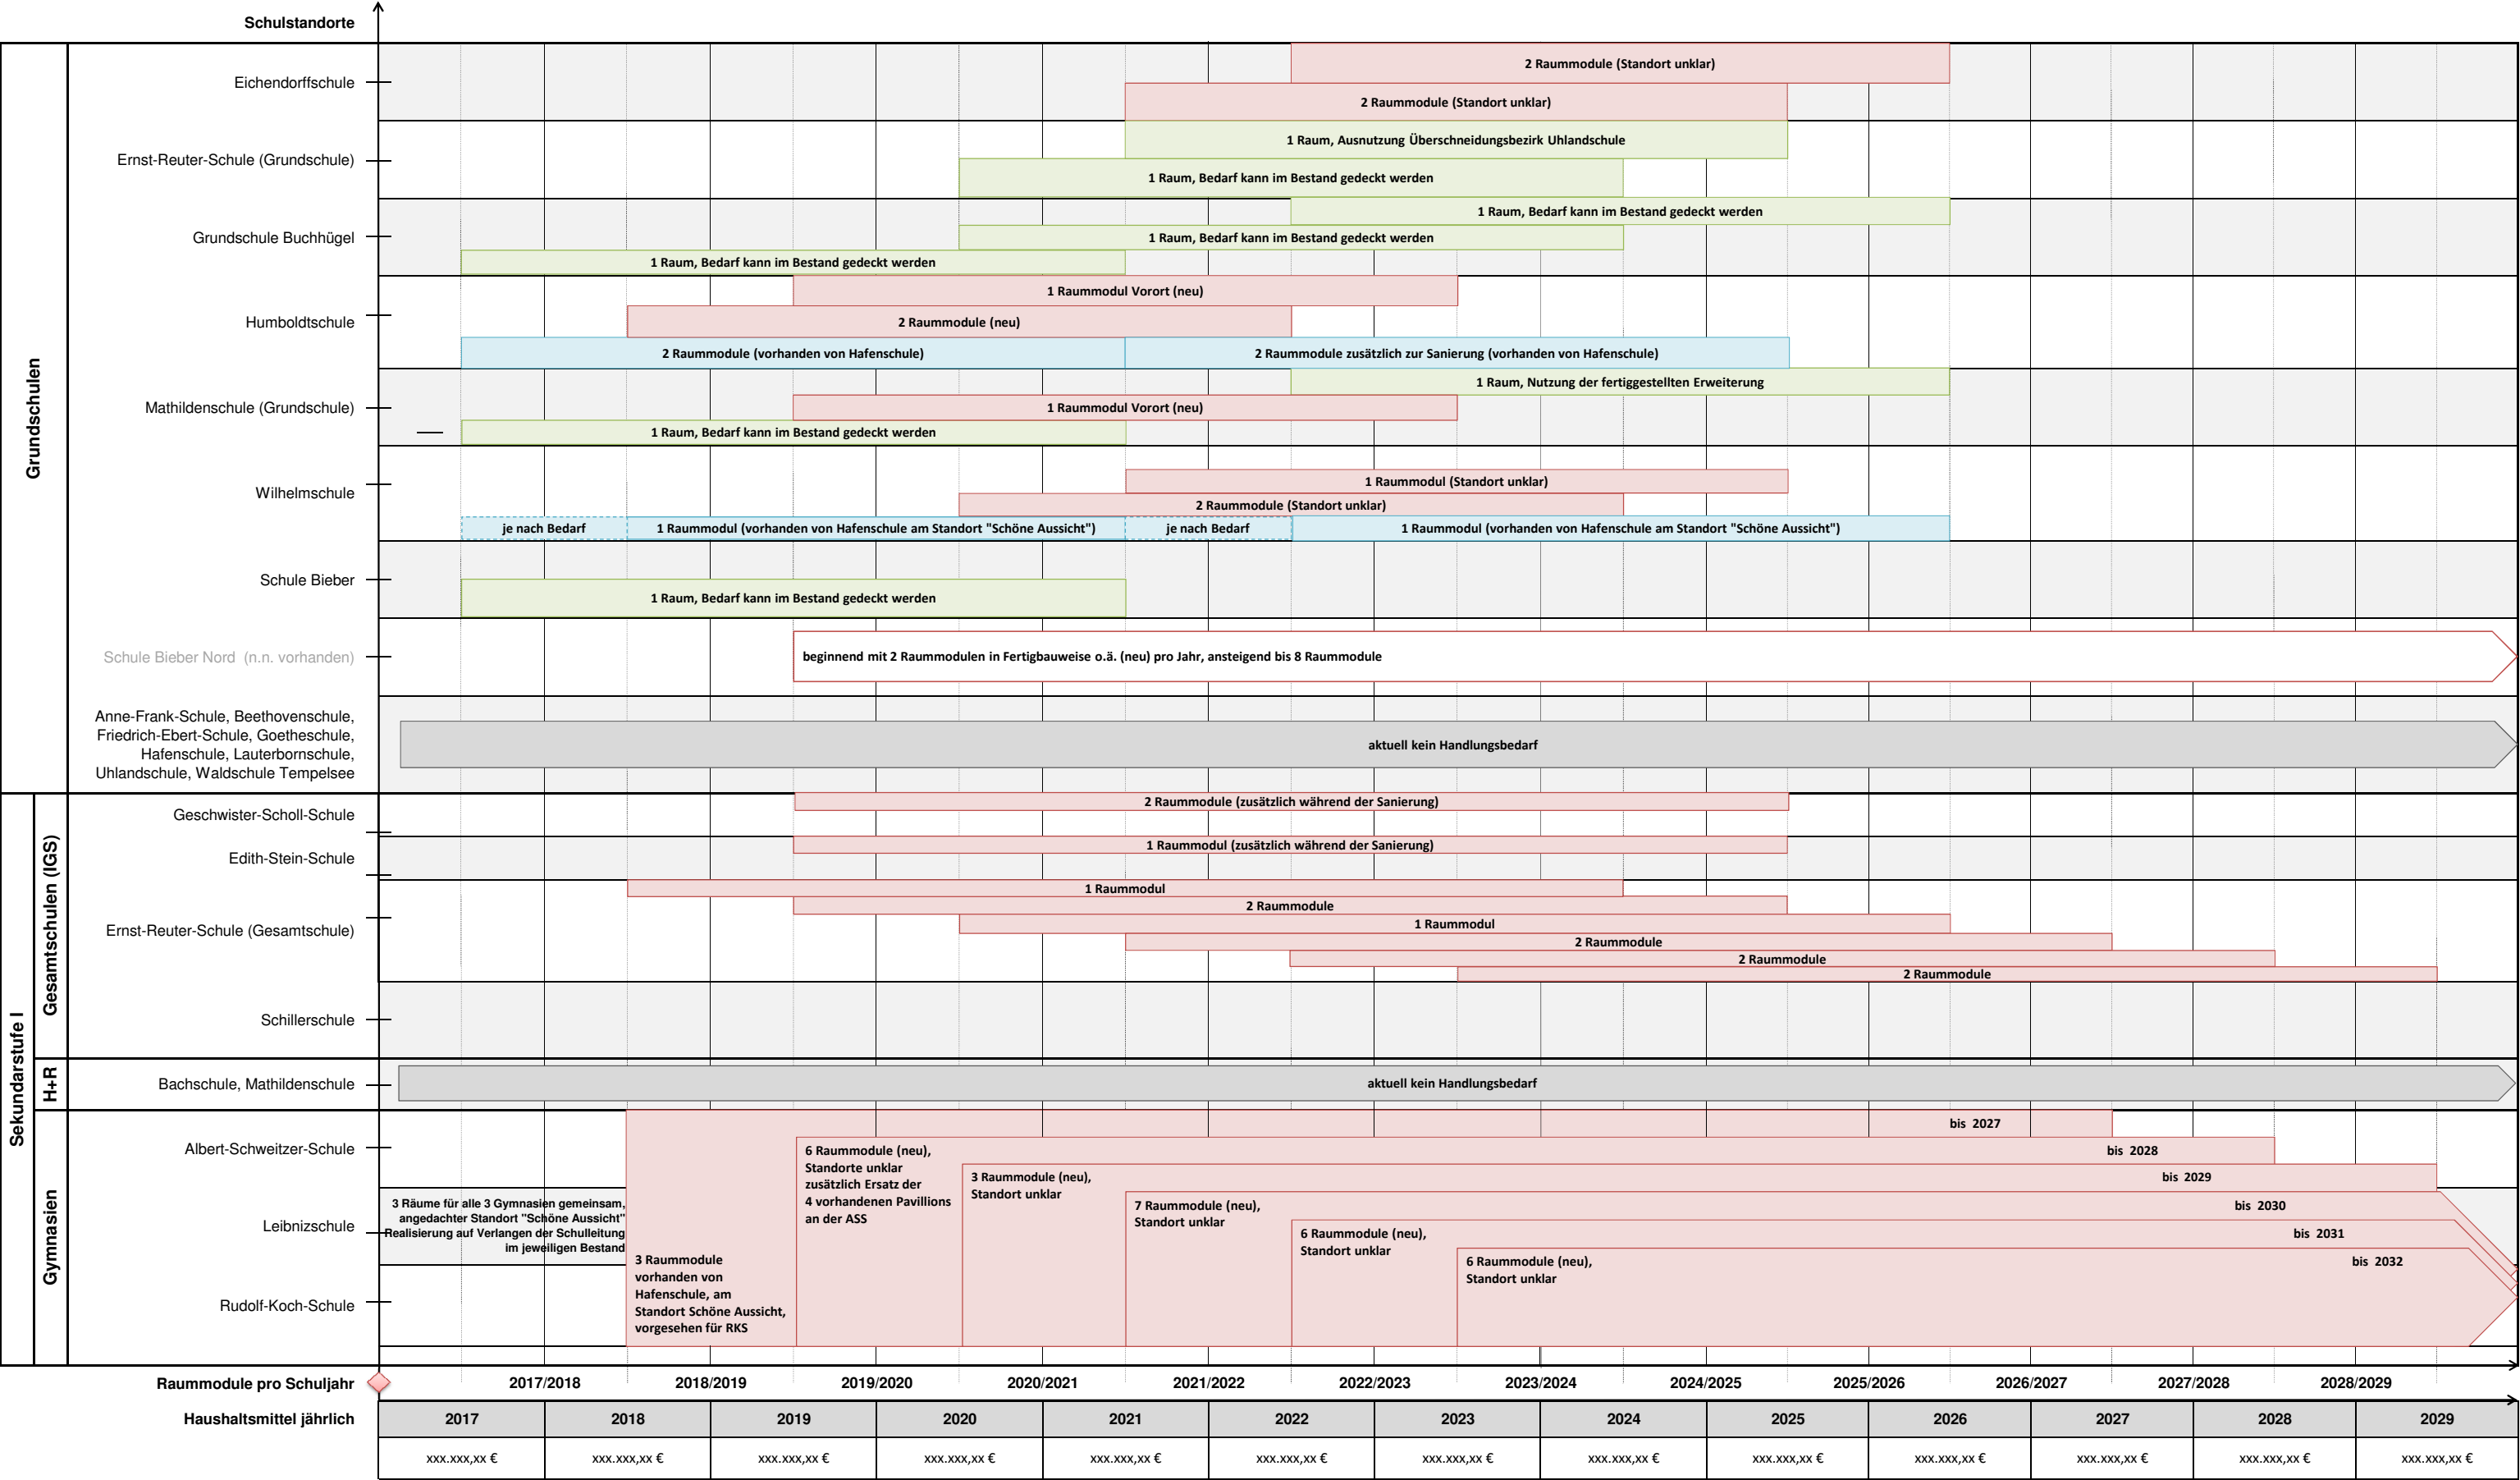 Schulstandorte
Grundschulen
Eichendorffschule
2 Raummodule (Standort unklar)
2 Raummodule (Standort unklar)
Ernst-Reuter-Schule (Grundschule)
1 Raum, Ausnutzung Überschneidungsbezirk Uhlandschule
1 Raum, Bedarf kann im Bestand gedeckt werden
Grundschule Buchhügel
1 Raum, Bedarf kann im Bestand gedeckt werden
1 Raum, Bedarf kann im Bestand gedeckt werden
1 Raum, Bedarf kann im Bestand gedeckt werden
Humboldtschule
1 Raummodul Vorort (neu)
2 Raummodule (neu)
2 Raummodule (vorhanden von Hafenschule)
2 Raummodule zusätzlich zur Sanierung (vorhanden von Hafenschule)
Mathildenschule (Grundschule)
1 Raum, Nutzung der fertiggestellten Erweiterung
1 Raummodul Vorort (neu)
1 Raum, Bedarf kann im Bestand gedeckt werden
Wilhelmschule
1 Raummodul (Standort unklar)
2 Raummodule (Standort unklar)
je nach Bedarf
1 Raummodul (vorhanden von Hafenschule am Standort "Schöne Aussicht")
je nach Bedarf
1 Raummodul (vorhanden von Hafenschule am Standort "Schöne Aussicht")
Schule Bieber
1 Raum, Bedarf kann im Bestand gedeckt werden
Schule Bieber Nord (n.n. vorhanden)
beginnend mit 2 Raummodulen in Fertigbauweise o.ä. (neu) pro Jahr, ansteigend bis 8 Raummodule
Anne-Frank-Schule, Beethovenschule,
Friedrich-Ebert-Schule, Goetheschule,
Hafenschule, Lauterbornschule,
Uhlandschule, Waldschule Tempelsee
aktuell kein Handlungsbedarf
Sekundarstufe I
Gesamtschulen (IGS)
Geschwister-Scholl-Schule
2 Raummodule (zusätzlich während der Sanierung)
Edith-Stein-Schule
1 Raummodul (zusätzlich während der Sanierung)
Ernst-Reuter-Schule (Gesamtschule)
1 Raummodul
2 Raummodule
1 Raummodul
2 Raummodule
2 Raummodule
2 Raummodule
Schillerschule
H+R
Bachschule, Mathildenschule
aktuell kein Handlungsbedarf
Gymnasien
Albert-Schweitzer-Schule
Leibnizschule
Rudolf-Koch-Schule
3 Räume für alle 3 Gymnasien gemeinsam,
angedachter Standort "Schöne Aussicht"
Realisierung auf Verlangen der Schulleitung
im jeweiligen Bestand
3 Raummodule
vorhanden von
Hafenschule, am
Standort Schöne Aussicht,
vorgesehen für RKS
bis 2027
6 Raummodule (neu),
Standorte unklar
zusätzlich Ersatz der
4 vorhandenen Pavillions
an der ASS
bis 2028
3 Raummodule (neu),
Standort unklar
bis 2029
7 Raummodule (neu),
Standort unklar
bis 2030
6 Raummodule (neu),
Standort unklar
bis 2031
6 Raummodule (neu),
Standort unklar
bis 2032
Raummodule pro Schuljahr
2017/2018 2018/2019 2019/2020 2020/2021 2021/2022 2022/2023 2023/2024 2024/2025 2025/2026 2026/2027 2027/2028 2028/2029
Haushaltsmittel jährlich
2017 2018 2019 2020 2021 2022 2023 2024 2025 2026 2027 2028 2029
xxx.xxx,xx € xxx.xxx,xx € xxx.xxx,xx € xxx.xxx,xx € xxx.xxx,xx € xxx.xxx,xx € xxx.xxx,xx € xxx.xxx,xx € xxx.xxx,xx € xxx.xxx,xx € xxx.xxx,xx € xxx.xxx,xx € xxx.xxx,xx €